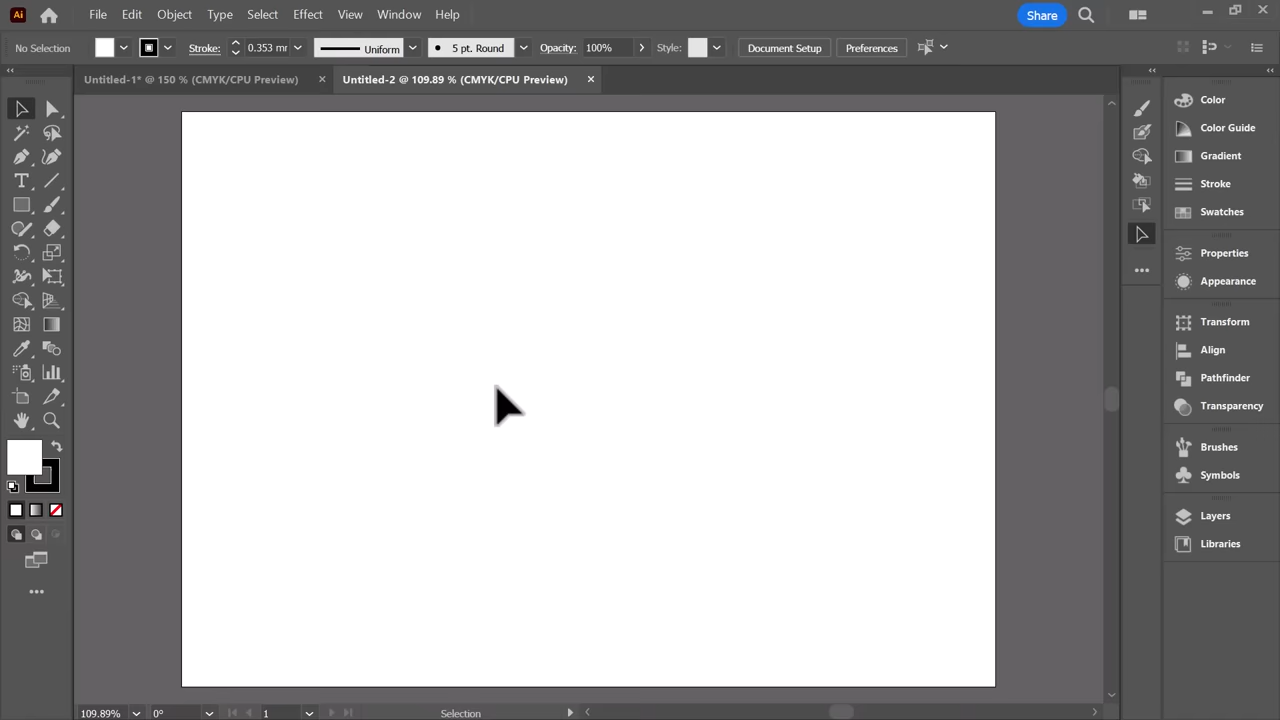 Ai File Edit Object Type Select Effect View Window Help Share
No Selection Stroke: 0.353 mr Uniform 5 pt. Round Opacity: 100% Style: Document Setup Preferences
Untitled-1* @ 150 % (CMYK/CPU Preview) Untitled-2 @ 109.89 % (CMYK/CPU Preview)
Color
Color Guide
Gradient
Stroke
Swatches
Properties
Appearance
Transform
Align
Pathfinder
Transparency
Brushes
Symbols
Layers
Libraries
109.89% 0° 1 Selection